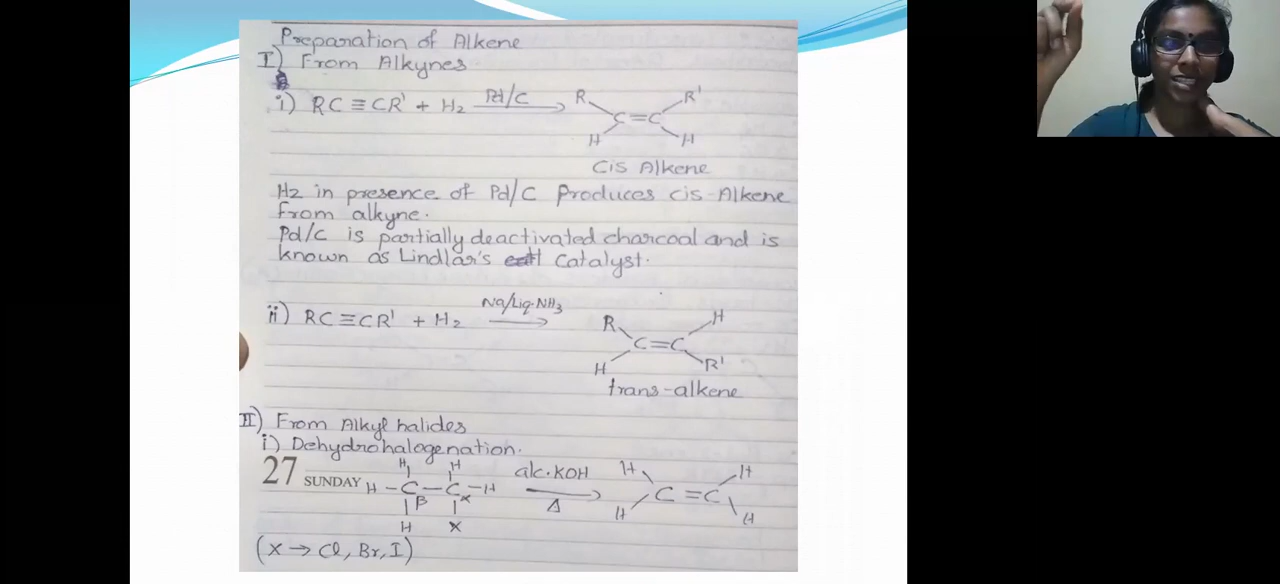 Preparation of Alkene
I) From Alkynes
i) RC≡CR' + H2 Pd/C → R H C=C R' H
Cis Alkene
H2 in presence of Pd/C produces cis-Alkene
from alkyne.
Pd/C is partially deactivated charcoal and is
known as Lindlar's catalyst.
ii) RC≡CR' + H2 Na/Liq.NH3 → R H C=C H R'
trans-alkene
II) From Alkyl halides
i) Dehydrohalogenation.
27 SUNDAY H H H – C – C – H β α H X alc.KOH Δ → H H C=C H H
(X → Cl, Br, I)